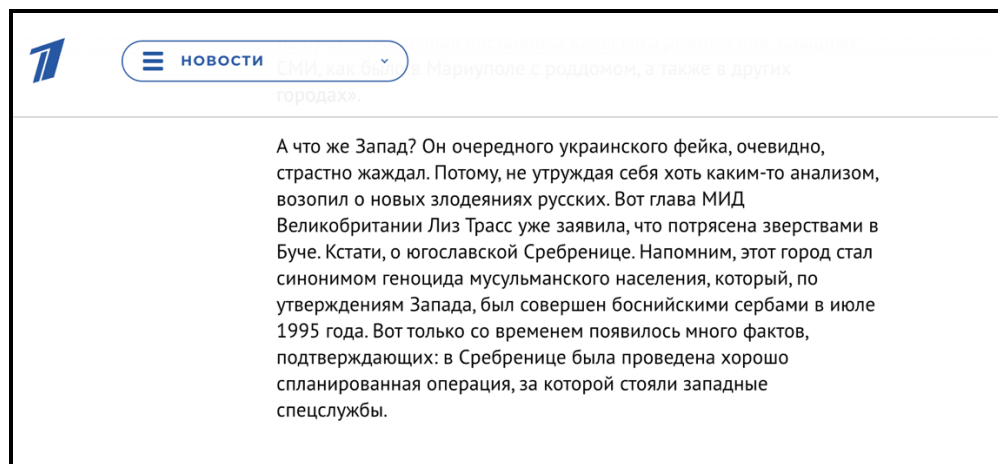 НОВОСТИ
СМИ, как было в Мариуполе с роддомом, а также в других
городах».
А что же Запад? Он очередного украинского фейка, очевидно,
страстно жаждал. Потому, не утруждая себя хоть каким-то анализом,
возопил о новых злодеяниях русских. Вот глава МИД
Великобритании Лиз Трасс уже заявила, что потрясена зверствами в
Буче. Кстати, о югославской Сребренице. Напомним, этот город стал
синонимом геноцида мусульманского населения, который, по
утверждениям Запада, был совершен боснийскими сербами в июле
1995 года. Вот только со временем появилось много фактов,
подтверждающих: в Сребренице была проведена хорошо
спланированная операция, за которой стояли западные
спецслужбы.